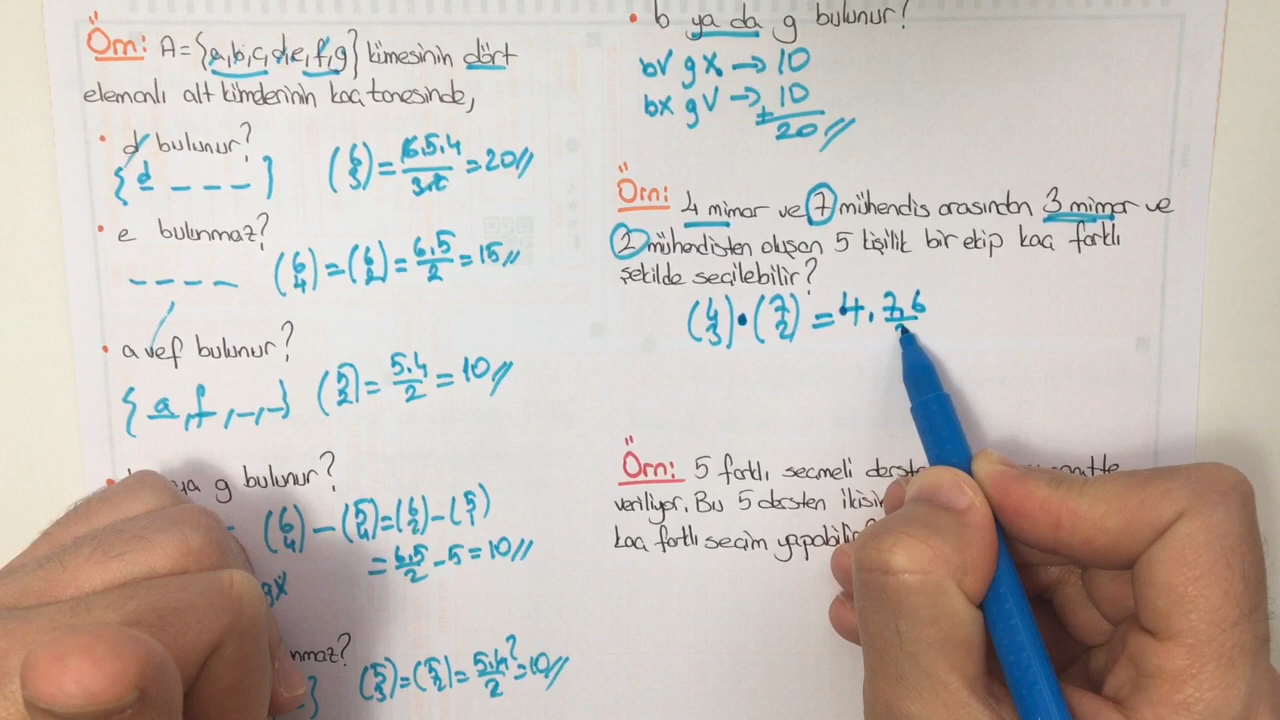 Örn: A={a,b,c,d,e,f,g} kümesinin dört
elemanlı alt kümelerinin kaç tanesinde,
• d bulunur?
{d _ _ _}
(6 3) = 6.5.4/3.2 = 20//
• e bulunmaz?
_ _ _ _
(6 4) = (6 2) = 6.5/2 = 15//
• a ve f bulunur?
{a, f, _, _}
(5 2) = 5.4/2 = 10//
ya g bulunur?
(6 4) - (5 4) = (6 2) - (5 1)
= 6.5/2 - 5 = 10//
gX
nmaz?
_ _}
(5 3) = (5 2) = 5.4²/2 = 10//
• b ya da g bulunur?
b✓ gX → 10
bX g✓ → 10
+
20//
Örn: 4 mimar ve 7 mühendis arasından 3 mimar ve
2 mühendisten oluşan 5 kişilik bir ekip kaç farklı
şekilde seçilebilir?
(4 3) • (7 2) = 4. 7.6/2
Örn: 5 farklı seçmeli
veriliyor. Bu 5 dersten
kaç farklı seçim